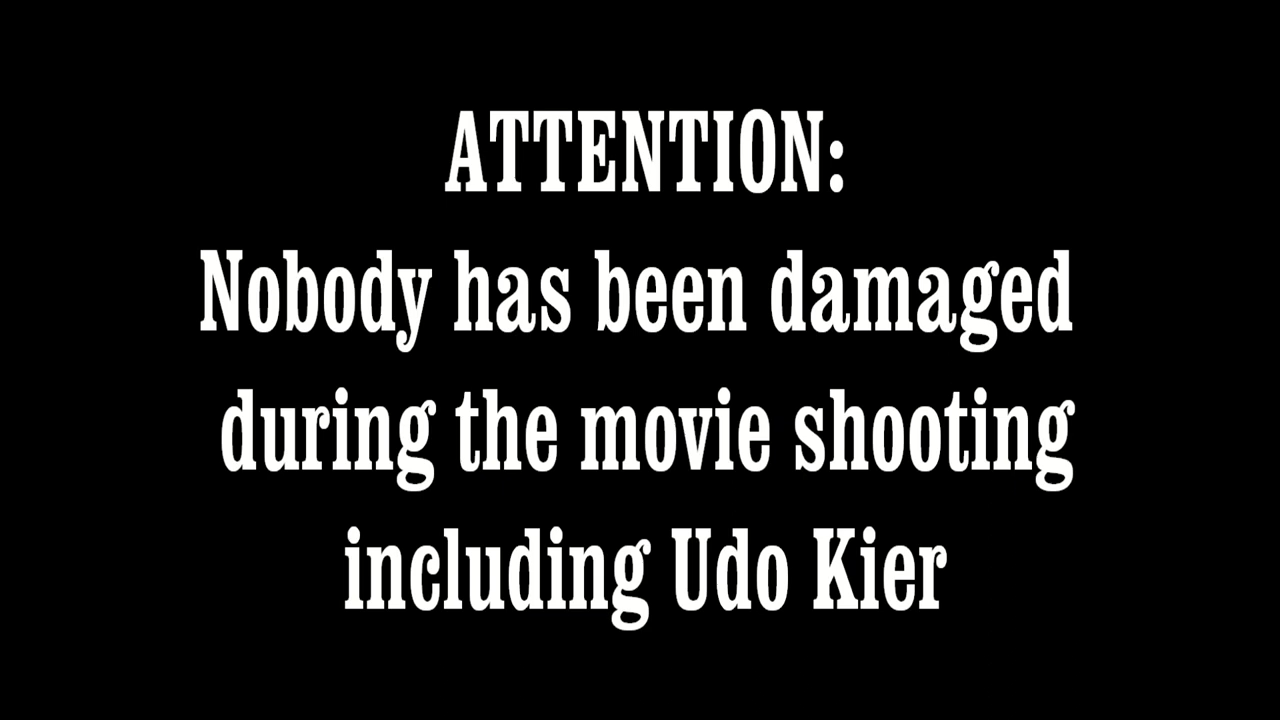 ATTENTION:
Nobody has been damaged
during the movie shooting
including Udo Kier